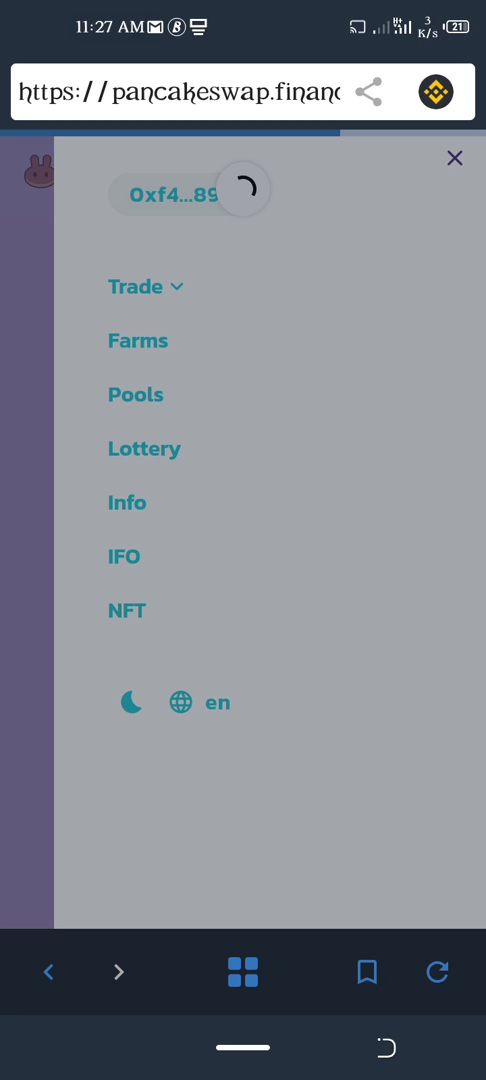 11:27 AM
H+
3
K/s
21
https://pancakeswap.financ
0xf4...89
Trade
Farms
Pools
Lottery
Info
IFO
NFT
en